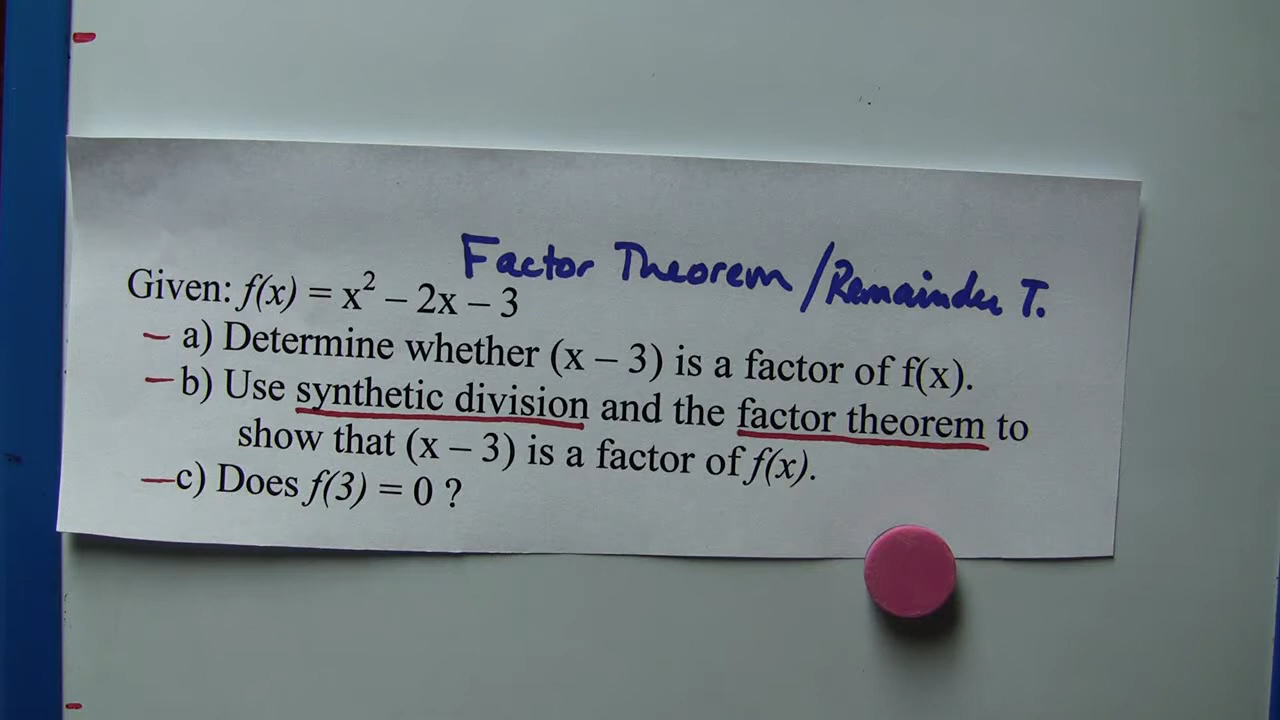 Factor Theorem / Remainder T.
Given: f(x) = x² – 2x – 3
– a) Determine whether (x – 3) is a factor of f(x).
– b) Use synthetic division and the factor theorem to
show that (x – 3) is a factor of f(x).
– c) Does f(3) = 0 ?